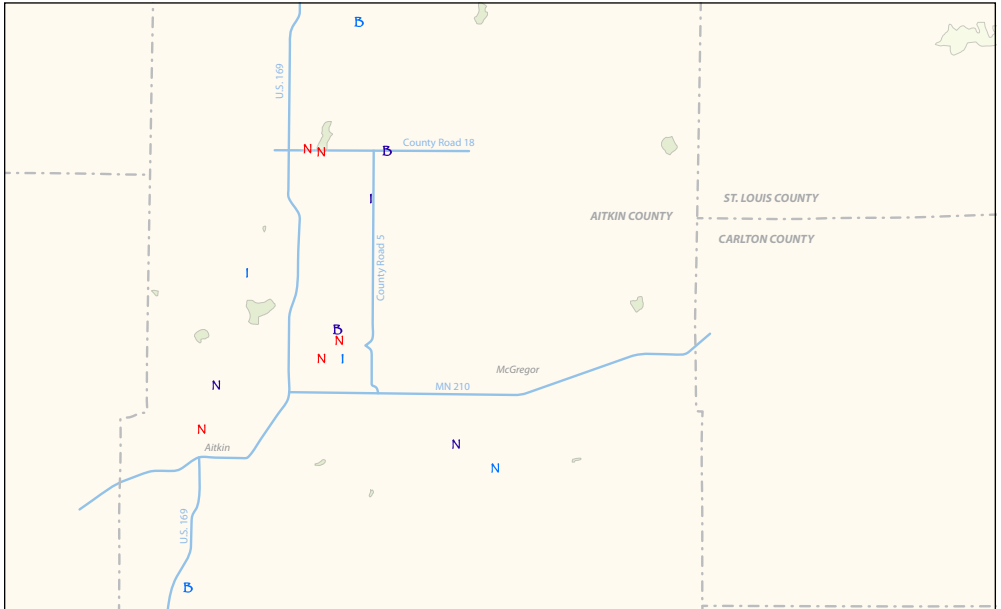 B
U.S. 169
N
N
County Road 18
B
I
ST. LOUIS COUNTY
AITKIN COUNTY
CARLTON COUNTY
County Road 5
I
B
N
N
I
McGregor
N
MN 210
N
Aitkin
N
N
U.S. 169
B